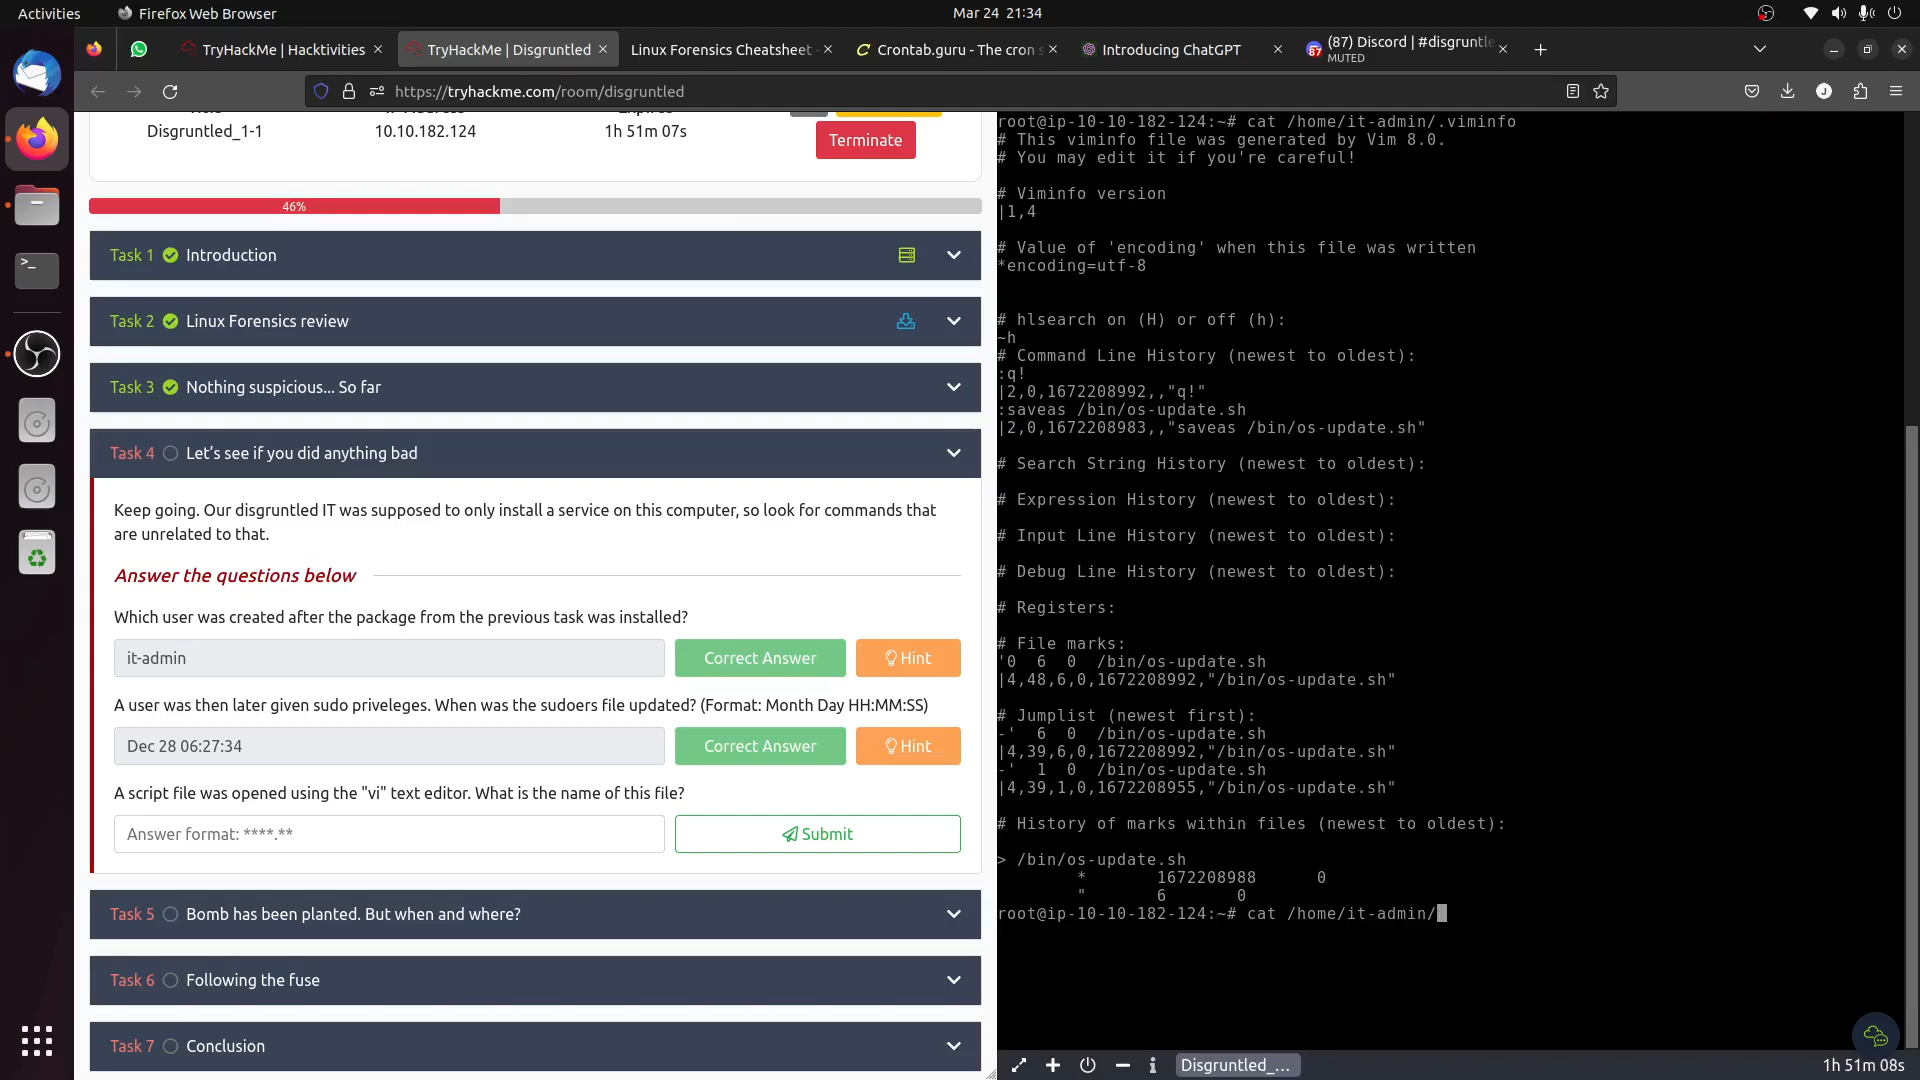 Activities
Firefox Web Browser
Mar 24 21:34
TryHackMe | Hacktivities
TryHackMe | Disgruntled
Linux Forensics Cheatsheet -
Crontab.guru - The cron s
Introducing ChatGPT
(87) Discord | #disgruntle
MUTED
https://tryhackme.com/room/disgruntled
Disgruntled_1-1
10.10.182.124
1h 51m 07s
Terminate
46%
Task 1 Introduction
Task 2 Linux Forensics review
Task 3 Nothing suspicious... So far
Task 4 Let's see if you did anything bad
Keep going. Our disgruntled IT was supposed to only install a service on this computer, so look for commands that
are unrelated to that.
Answer the questions below
Which user was created after the package from the previous task was installed?
it-admin
Correct Answer
Hint
A user was then later given sudo priveleges. When was the sudoers file updated? (Format: Month Day HH:MM:SS)
Dec 28 06:27:34
Correct Answer
Hint
A script file was opened using the "vi" text editor. What is the name of this file?
Answer format: ****.**
Submit
Task 5 Bomb has been planted. But when and where?
Task 6 Following the fuse
Task 7 Conclusion
root@ip-10-10-182-124:~# cat /home/it-admin/.viminfo
# This viminfo file was generated by Vim 8.0.
# You may edit it if you're careful!
# Viminfo version
|1,4
# Value of 'encoding' when this file was written
*encoding=utf-8
# hlsearch on (H) or off (h):
~h
# Command Line History (newest to oldest):
:q!
|2,0,1672208992,,"q!"
:saveas /bin/os-update.sh
|2,0,1672208983,,"saveas /bin/os-update.sh"
# Search String History (newest to oldest):
# Expression History (newest to oldest):
# Input Line History (newest to oldest):
# Debug Line History (newest to oldest):
# Registers:
# File marks:
'0  6  0  /bin/os-update.sh
|4,48,6,0,1672208992,"/bin/os-update.sh"
# Jumplist (newest first):
-'  6  0  /bin/os-update.sh
|4,39,6,0,1672208992,"/bin/os-update.sh"
-'  1  0  /bin/os-update.sh
|4,39,1,0,1672208955,"/bin/os-update.sh"
# History of marks within files (newest to oldest):
> /bin/os-update.sh
* 1672208988 0
" 6 0
root@ip-10-10-182-124:~# cat /home/it-admin/
Disgruntled_...
1h 51m 08s